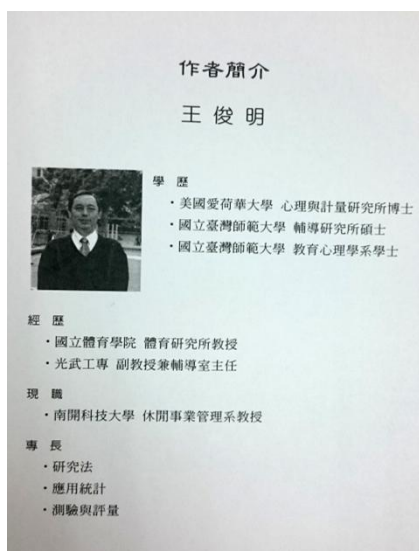 作者簡介
王俊明
學 歷
・美國愛荷華大學 心理與計量研究所博士
・國立臺灣師範大學 輔導研究所碩士
・國立臺灣師範大學 教育心理學系學士
經 歷
・國立體育學院 體育研究所教授
・光武工專 副教授兼輔導室主任
現 職
・南開科技大學 休閒事業管理系教授
專 長
・研究法
・應用統計
・測驗與評量